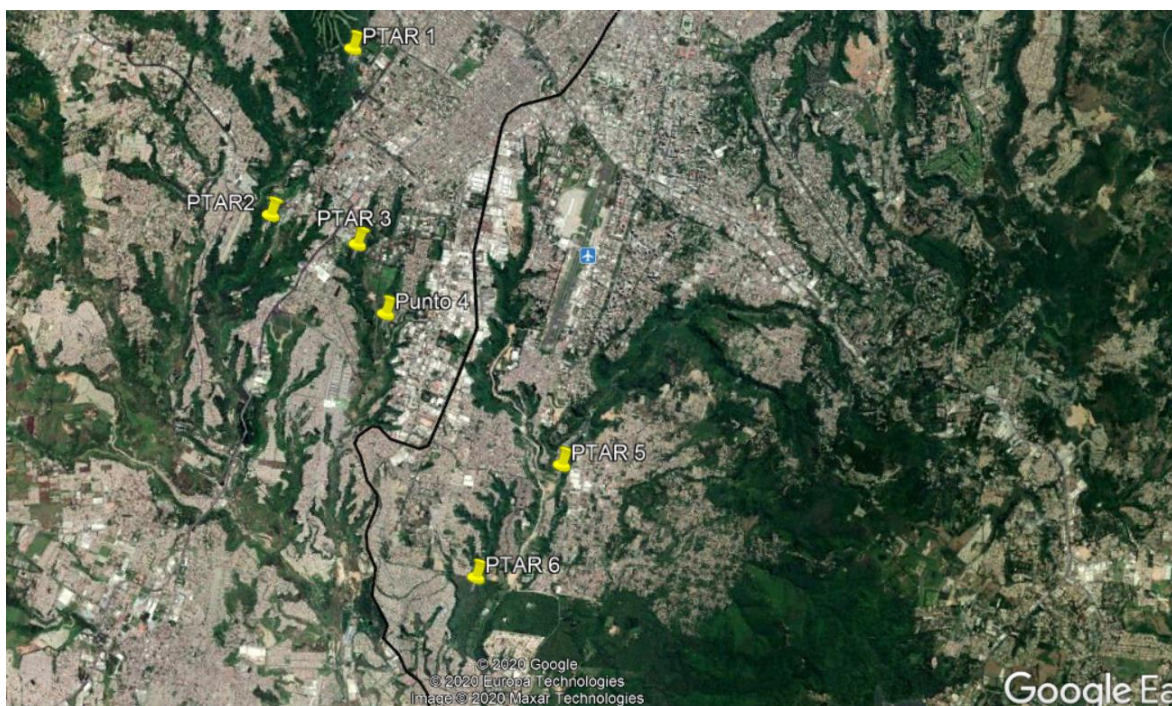 PTAR 1
PTAR2
PTAR 3
Punto 4
PTAR 5
PTAR 6
© 2020 Google
© 2020 Europa Technologies
Image © 2020 Maxar Technologies
Google Ea